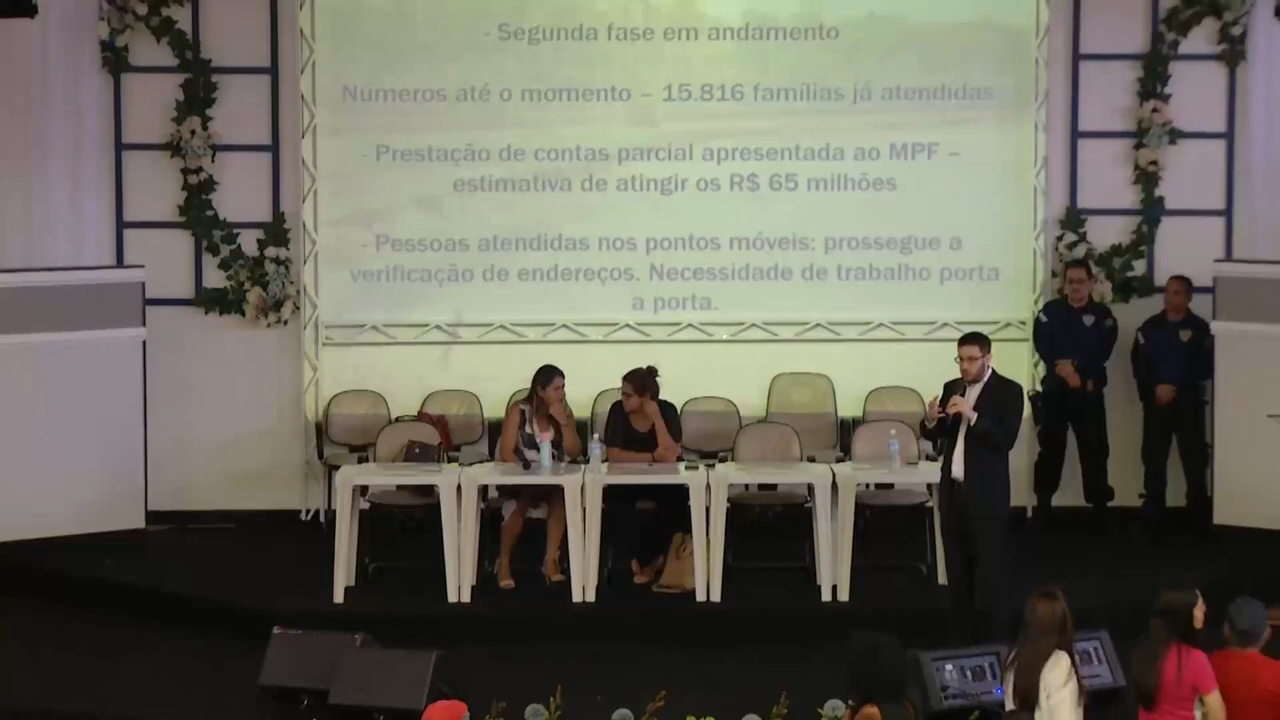 - Segunda fase em andamento
Números até o momento – 15.816 famílias já atendidas
- Prestação de contas parcial apresentada ao MPF –
estimativa de atingir os R$ 65 milhões
- Pessoas atendidas nos pontos móveis: prossegue a
verificação de endereços. Necessidade de trabalho porta
a porta.